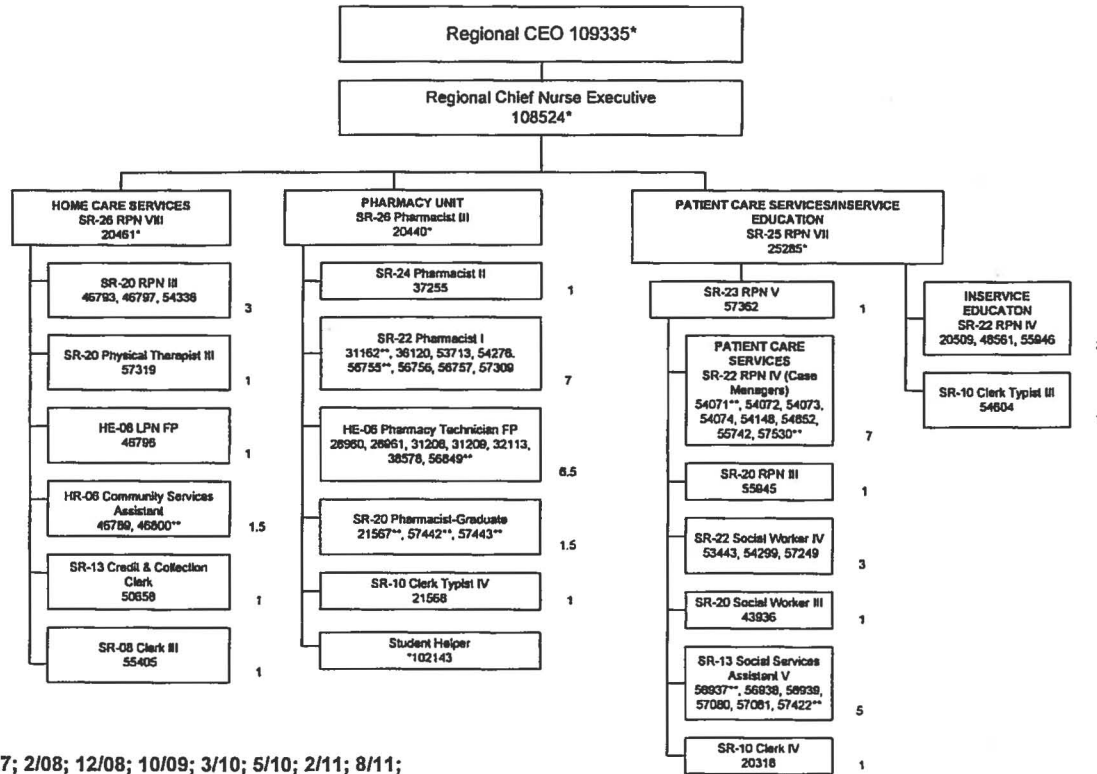 Regional CEO 109335*
Regional Chief Nurse Executive
108524*
HOME CARE SERVICES
SR-26 RPN VIII
20461*
SR-20 RPN III
46793, 46797, 54338
3
SR-20 Physical Therapist III
57319
1
HE-06 LPN FP
46796
1
HR-06 Community Services
Assistant
46789, 46800**
1.5
SR-13 Credit & Collection
Clerk
50658
1
SR-08 Clerk III
55405
1
PHARMACY UNIT
SR-26 Pharmacist III
20440*
SR-24 Pharmacist II
37255
1
SR-22 Pharmacist I
31162**, 36120, 53713, 54276,
56755**, 56756, 56757, 57309
7
HE-06 Pharmacy Technician FP
26960, 26961, 31208, 31209, 32113,
38578, 56849**
6.5
SR-20 Pharmacist-Graduate
21567**, 57442**, 57443**
1.5
SR-10 Clerk Typist IV
21568
1
Student Helper
*102143
PATIENT CARE SERVICES/INSERVICE
EDUCATION
SR-25 RPN VII
25285*
SR-23 RPN V
57362
1
PATIENT CARE
SERVICES
SR-22 RPN IV (Case
Managers)
54071**, 54072, 54073,
54074, 54148, 54652,
55742, 57530**
7
SR-20 RPN III
55945
1
SR-22 Social Worker IV
53443, 54299, 57249
3
SR-20 Social Worker III
43936
1
SR-13 Social Services
Assistant V
56937**, 56938, 56939,
57080, 57081, 57422**
5
SR-10 Clerk IV
20316
1
INSERVICE
EDUCATON
SR-22 RPN IV
20509, 48561, 55946
SR-10 Clerk Typist III
54604
7; 2/08; 12/08; 10/09; 3/10; 5/10; 2/11; 8/11;